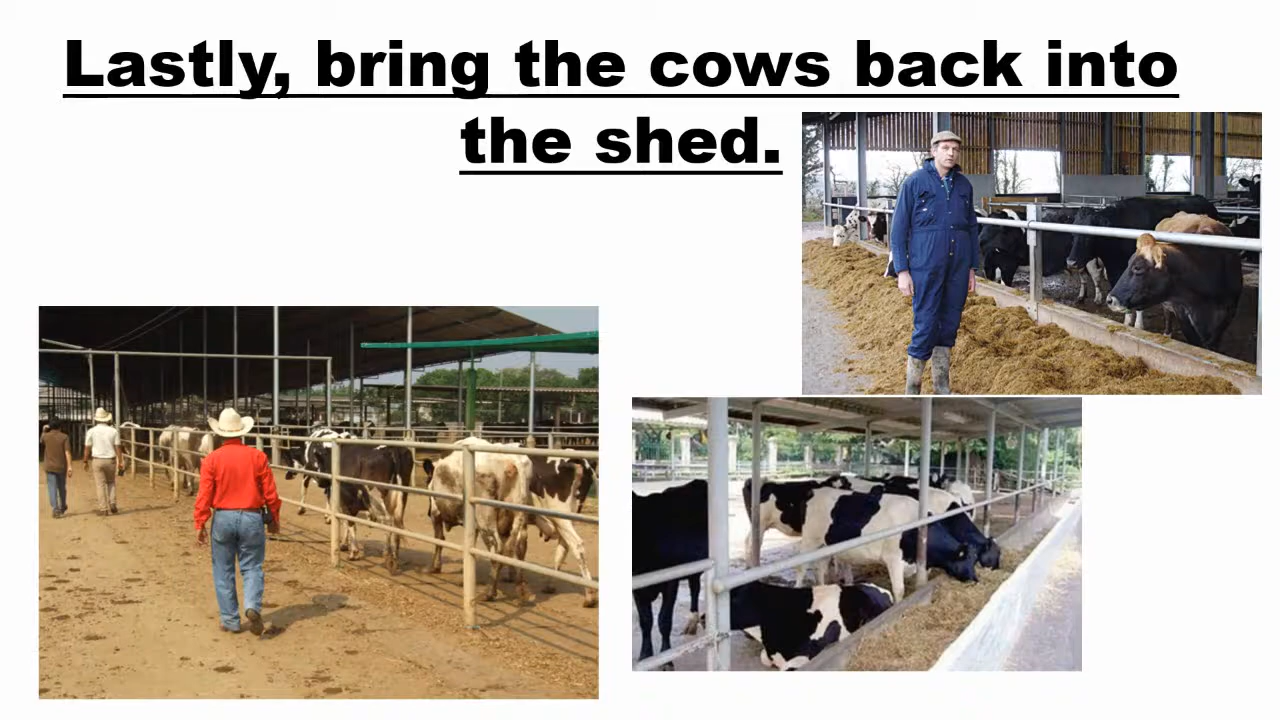 Lastly, bring the cows back into
the shed.